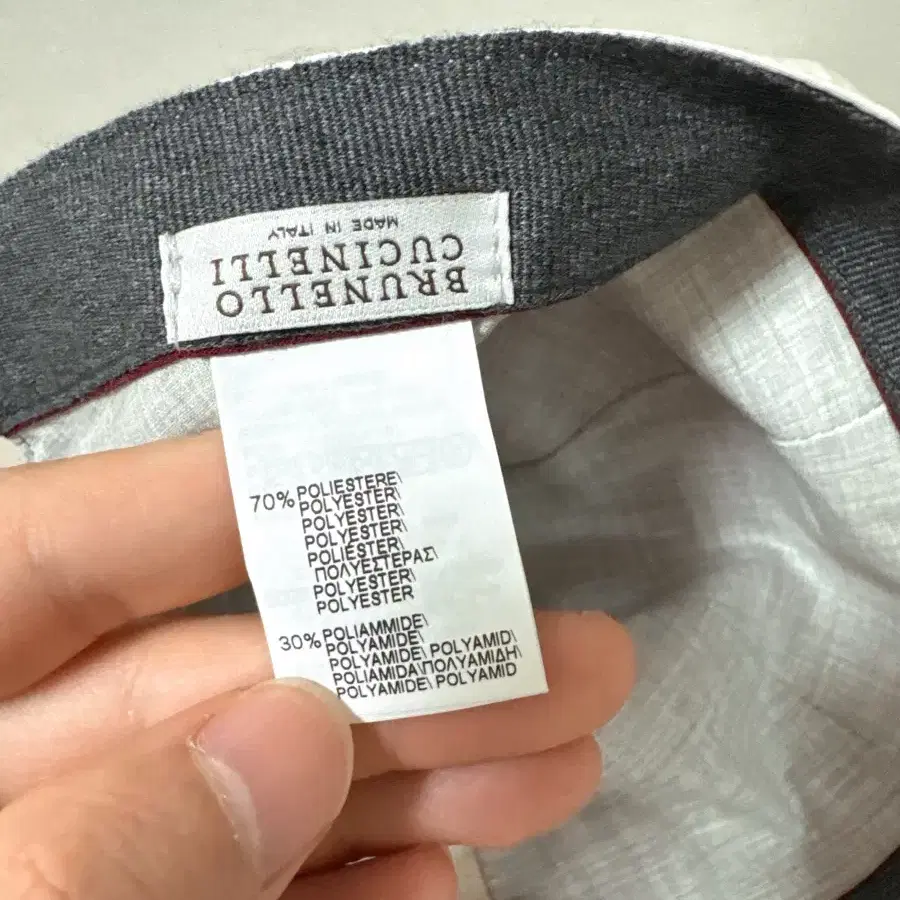 BRUNELLO
CUCINELLI
MADE IN ITALY
70% POLIESTERE\
POLYESTER\
POLYESTER\
POLYESTER\
POLIÉSTER\
ΠΟΛΥΕΣΤΕΡΑΣ\
POLYESTER\
POLYESTER
30% POLIAMMIDE\
POLYAMIDE\
POLYAMIDE\ POLYAMID\
POLIAMIDA\ΠΟΛΥΑΜΙΔΗ\
POLYAMIDE\ POLYAMID